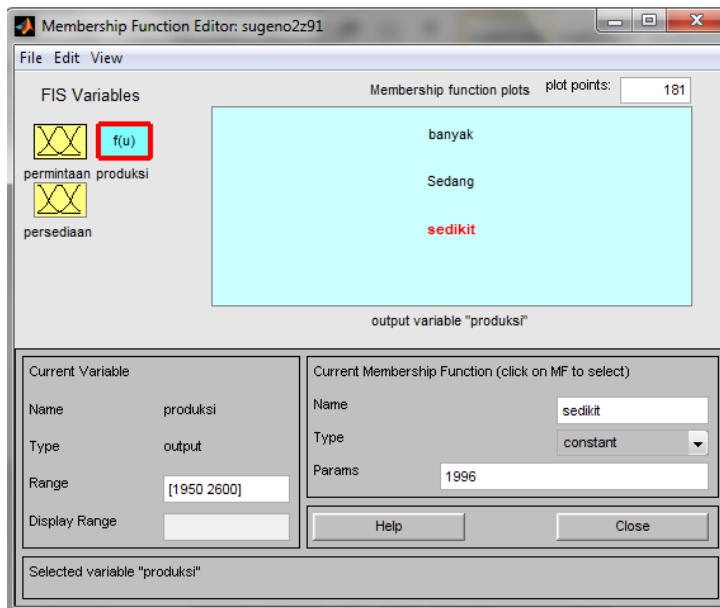 Membership Function Editor: sugeno2z91
File Edit View
FIS Variables
f(u)
permintaan produksi
persediaan
Membership function plots plot points: 181
banyak
Sedang
sedikit
output variable "produksi"
Current Variable
Name produksi
Type output
Range [1950 2600]
Display Range
Current Membership Function (click on MF to select)
Name sedikit
Type constant
Params 1996
Help Close
Selected variable "produksi"